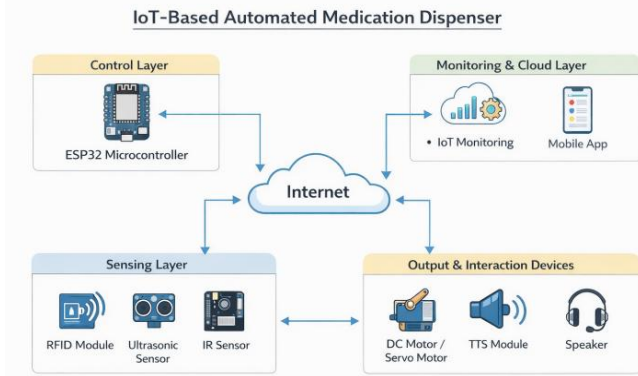 IoT-Based Automated Medication Dispenser
Control Layer
ESP32 Microcontroller
Monitoring & Cloud Layer
• IoT Monitoring
Mobile App
Internet
Sensing Layer
RFID Module
Ultrasonic
Sensor
IR Sensor
Output & Interaction Devices
DC Motor /
Servo Motor
TTS Module
Speaker